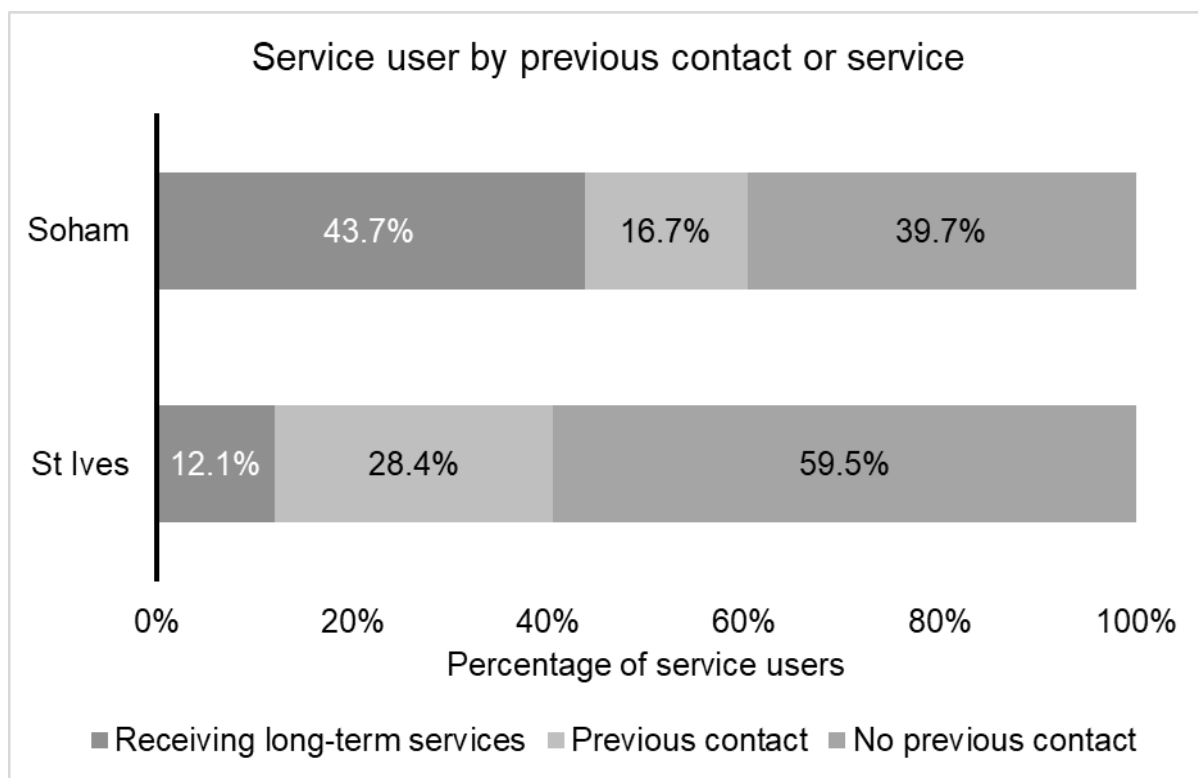 Service user by previous contact or service
Soham
43.7%
16.7%
39.7%
St Ives
12.1%
28.4%
59.5%
0% 20% 40% 60% 80% 100%
Percentage of service users
Receiving long-term services Previous contact No previous contact